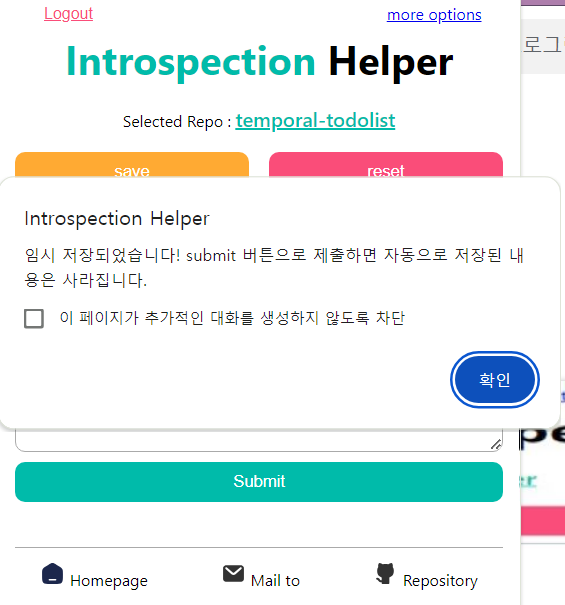 Logout more options
Introspection Helper
Selected Repo : temporal-todolist
save reset
Introspection Helper
임시 저장되었습니다! submit 버튼으로 제출하면 자동으로 저장된 내
용은 사라집니다.
이 페이지가 추가적인 대화를 생성하지 않도록 차단
확인
Submit
Homepage Mail to Repository